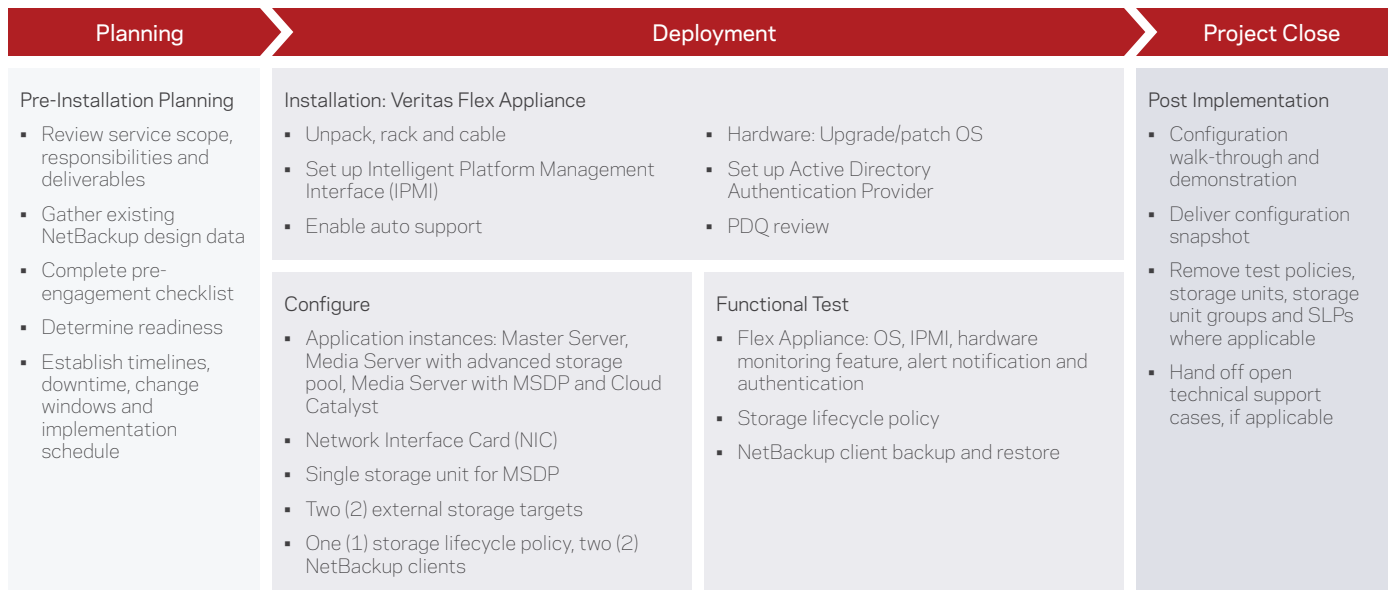 Planning
Deployment
Project Close
Pre-Installation Planning
▪ Review service scope,
responsibilities and
deliverables
▪ Gather existing
NetBackup design data
▪ Complete pre-
engagement checklist
▪ Determine readiness
▪ Establish timelines,
downtime, change
windows and
implementation
schedule
Installation: Veritas Flex Appliance
▪ Unpack, rack and cable
▪ Set up Intelligent Platform Management
Interface (IPMI)
▪ Enable auto support
▪ Hardware: Upgrade/patch OS
▪ Set up Active Directory
Authentication Provider
▪ PDQ review
Configure
▪ Application instances: Master Server,
Media Server with advanced storage
pool, Media Server with MSDP and Cloud
Catalyst
▪ Network Interface Card (NIC)
▪ Single storage unit for MSDP
▪ Two (2) external storage targets
▪ One (1) storage lifecycle policy, two (2)
NetBackup clients
Functional Test
▪ Flex Appliance: OS, IPMI, hardware
monitoring feature, alert notification and
authentication
▪ Storage lifecycle policy
▪ NetBackup client backup and restore
Post Implementation
▪ Configuration
walk-through and
demonstration
▪ Deliver configuration
snapshot
▪ Remove test policies,
storage units, storage
unit groups and SLPs
where applicable
▪ Hand off open
technical support
cases, if applicable